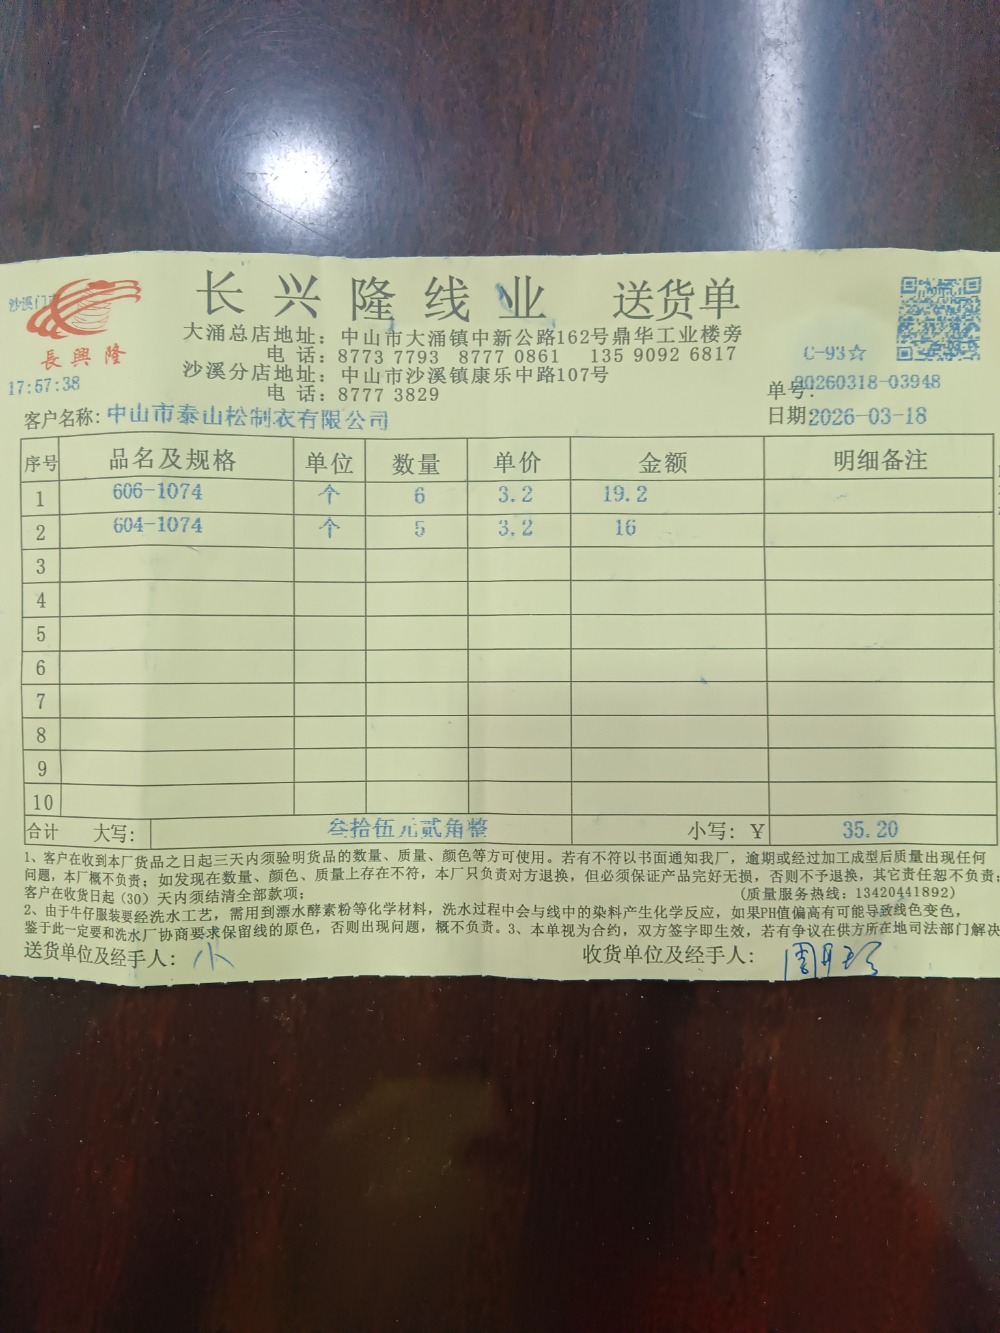 沙溪门
長興隆
17:57:38
长兴隆线业 送货单
大涌总店地址：中山市大涌镇中新公路162号鼎华工业楼旁
电 话：8773 7793 8777 0861 135 9092 6817
沙溪分店地址：中山市沙溪镇康乐中路107号
电 话：8777 3829
C-93☆
单号:20260318-03948
客户名称:中山市泰山松制衣有限公司
日期:2026-03-18
序号 品名及规格 单位 数量 单价 金额 明细备注
1 606-1074 个 6 3.2 19.2
2 604-1074 个 5 3.2 16
3
4
5
6
7
8
9
10
合计 大写: 叁拾伍元贰角整 小写: ￥ 35.20
1、客户在收到本厂货品之日起三天内须验明货品的数量、质量、颜色等方可使用。若有不符以书面通知我厂，逾期或经过加工成型后质量出现任何
问题，本厂概不负责；如发现在数量、颜色、质量上存在不符，本厂只负责对方退换，但必须保证产品完好无损，否则不予退换，其它责任恕不负责；
客户在收货日起（30）天内须结清全部款项； （质量服务热线：13420441892）
2、由于牛仔服装要经洗水工艺，需用到漂水酵素粉等化学材料，洗水过程中会与线中的染料产生化学反应，如果PH值偏高有可能导致线色变色，
鉴于此一定要和洗水厂协商要求保留线的原色，否则出现问题，概不负责。3、本单视为合约，双方签字即生效，若有争议在供方所在地司法部门解决
送货单位及经手人：小 收货单位及经手人：